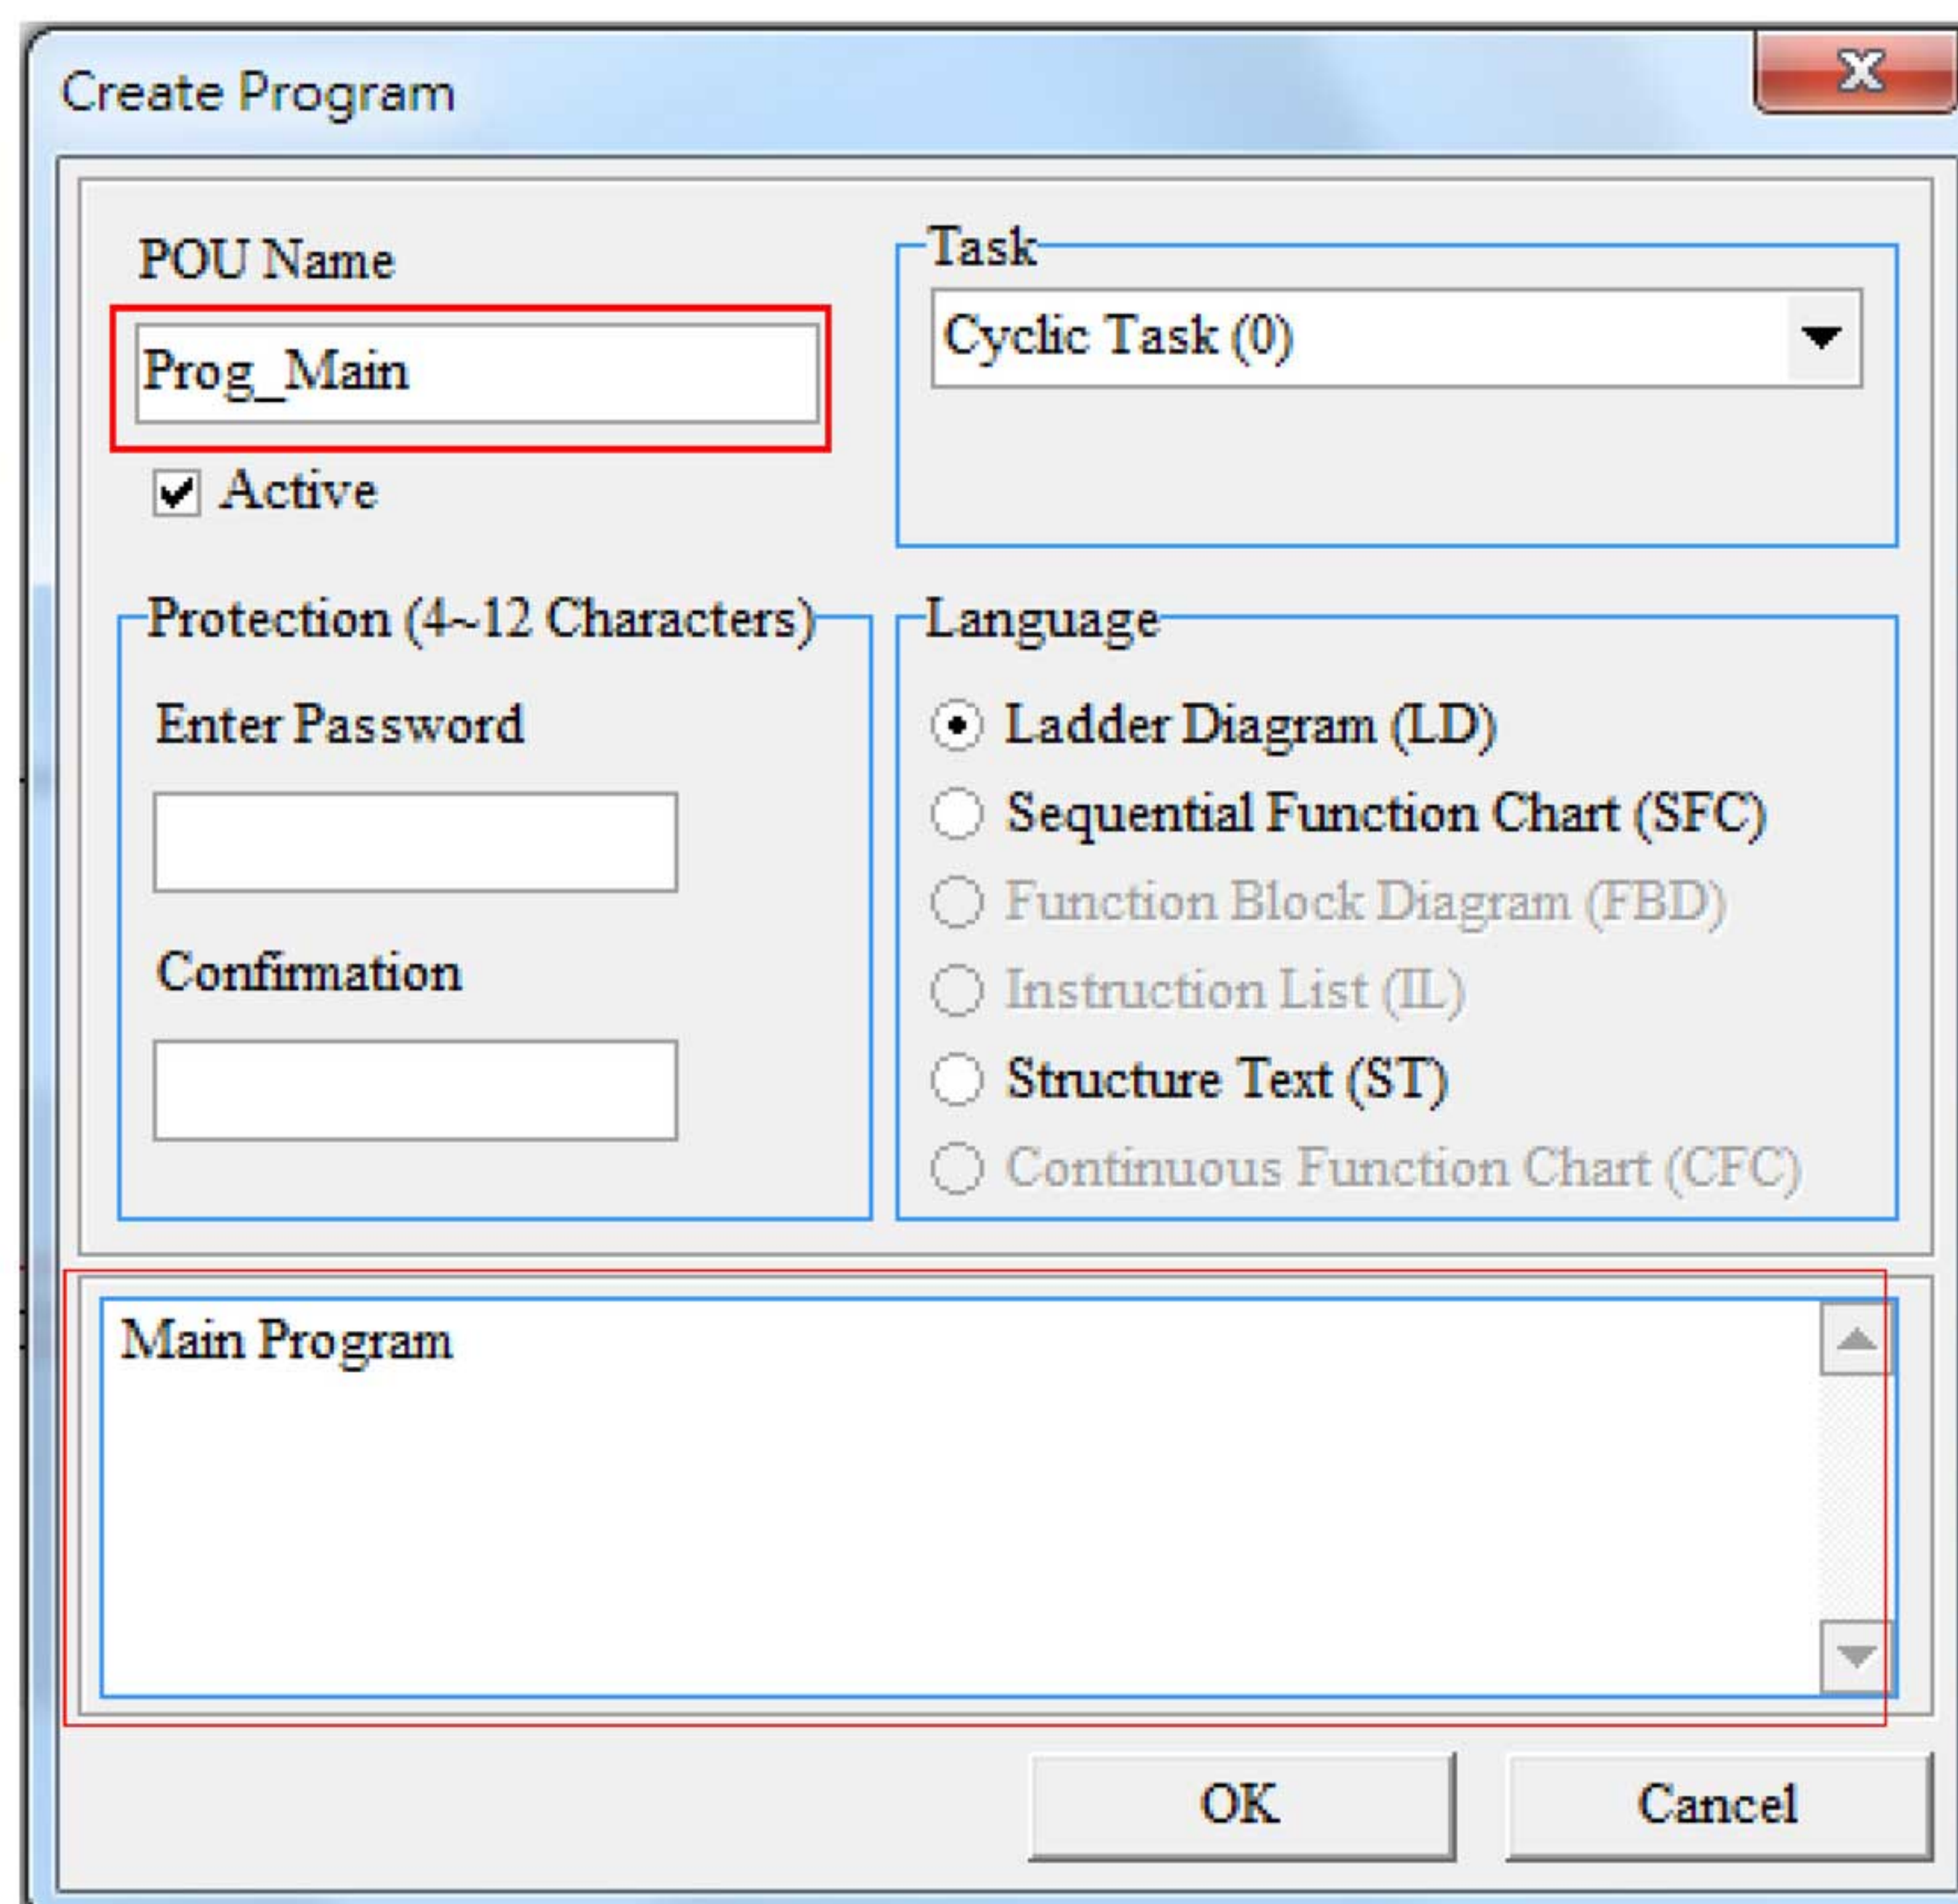 Create Program
POU Name
Prog_Main
Active
Task
Cyclic Task (0)
Protection (4~12 Characters)
Enter Password
Confirmation
Language
Ladder Diagram (LD)
Sequential Function Chart (SFC)
Function Block Diagram (FBD)
Instruction List (IL)
Structure Text (ST)
Continuous Function Chart (CFC)
Main Program
OK
Cancel